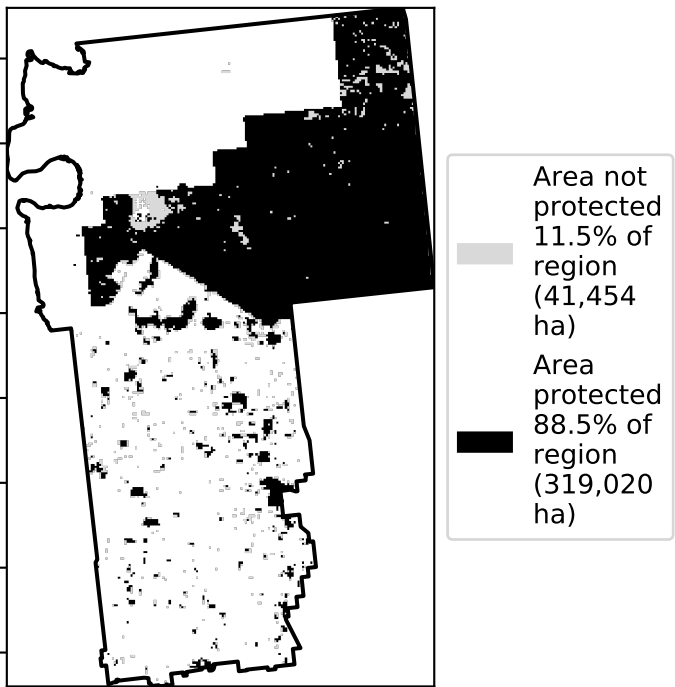 Area not
protected
11.5% of
region
(41,454
ha)
Area
protected
88.5% of
region
(319,020
ha)